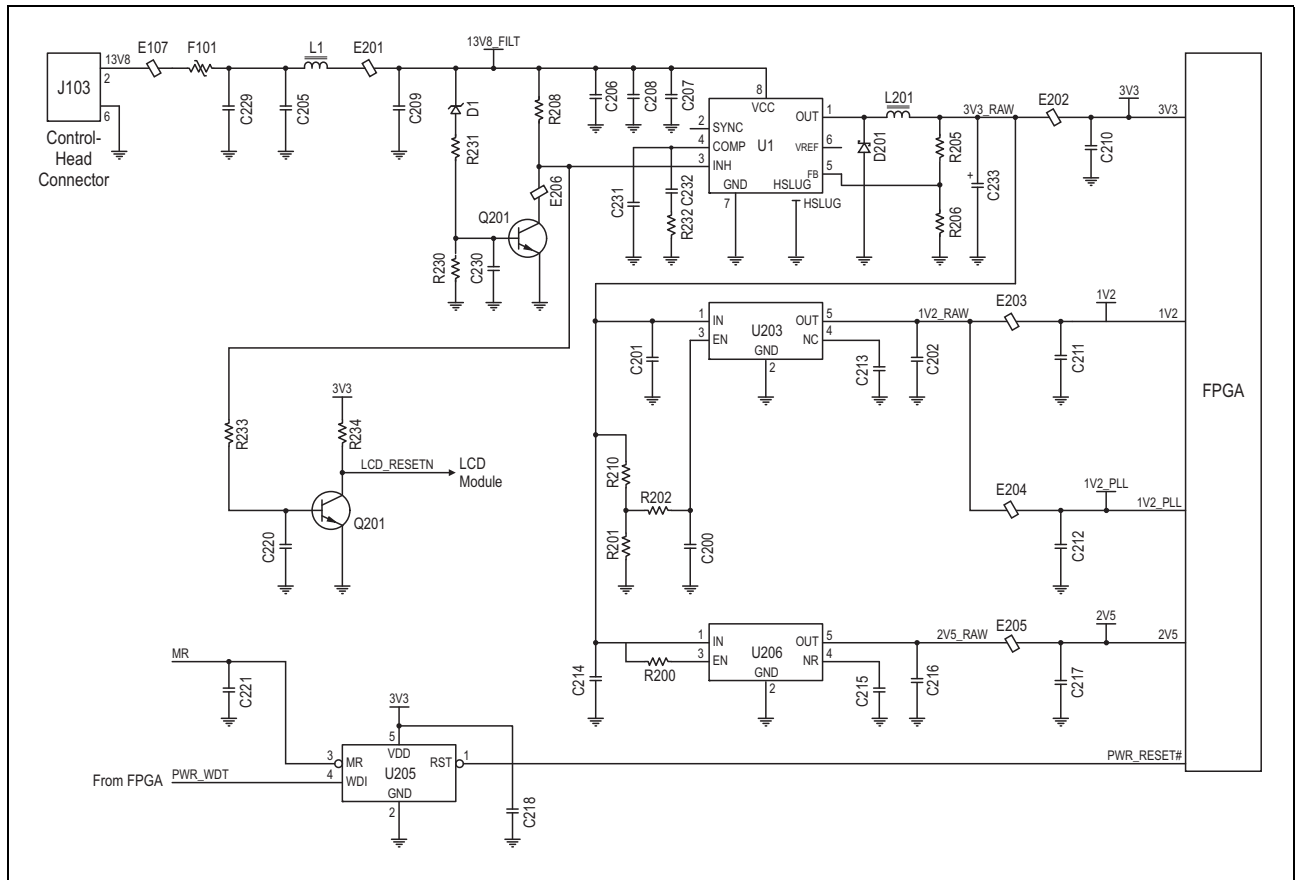 J103
13V8
2
6
Control-
Head
Connector
E107
F101
C229
C205
L1
E201
C209
13V8_FILT
D1
R231
R230
C230
R208
E206
Q201
C206
C208
C207
8
VCC
2
SYNC
4
COMP
3
INH
U1
OUT
1
VREF
6
FB
5
GND
HSLUG
7
HSLUG
C231
C232
R232
L201
D201
3V3_RAW
R205
R206
C233
+
E202
C210
3V3
3V3
FPGA
1
IN
3
EN
U203
OUT
5
NC
4
GND
2
C201
C213
C202
1V2_RAW
E203
1V2
1V2
C211
E204
1V2_PLL
1V2_PLL
C212
R210
R202
R201
C200
R233
3V3
R234
LCD_RESETN
LCD
Module
Q201
C220
1
IN
3
EN
U206
OUT
5
NR
4
GND
2
R200
C214
C215
C216
2V5_RAW
E205
2V5
2V5
C217
MR
C221
3V3
5
VDD
3
MR
4
WDI
U205
RST
1
GND
2
C218
From FPGA
PWR_WDT
PWR_RESET#